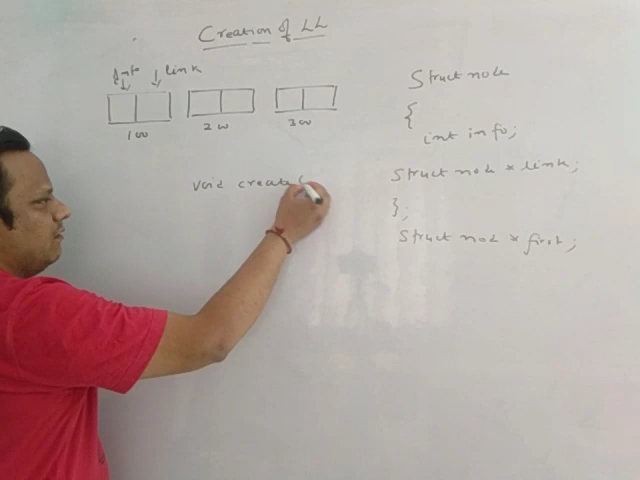 Creation of LL
info link
100 200 300
void create(
Struct node
{
int info;
Struct node * link;
};
Struct node * first;